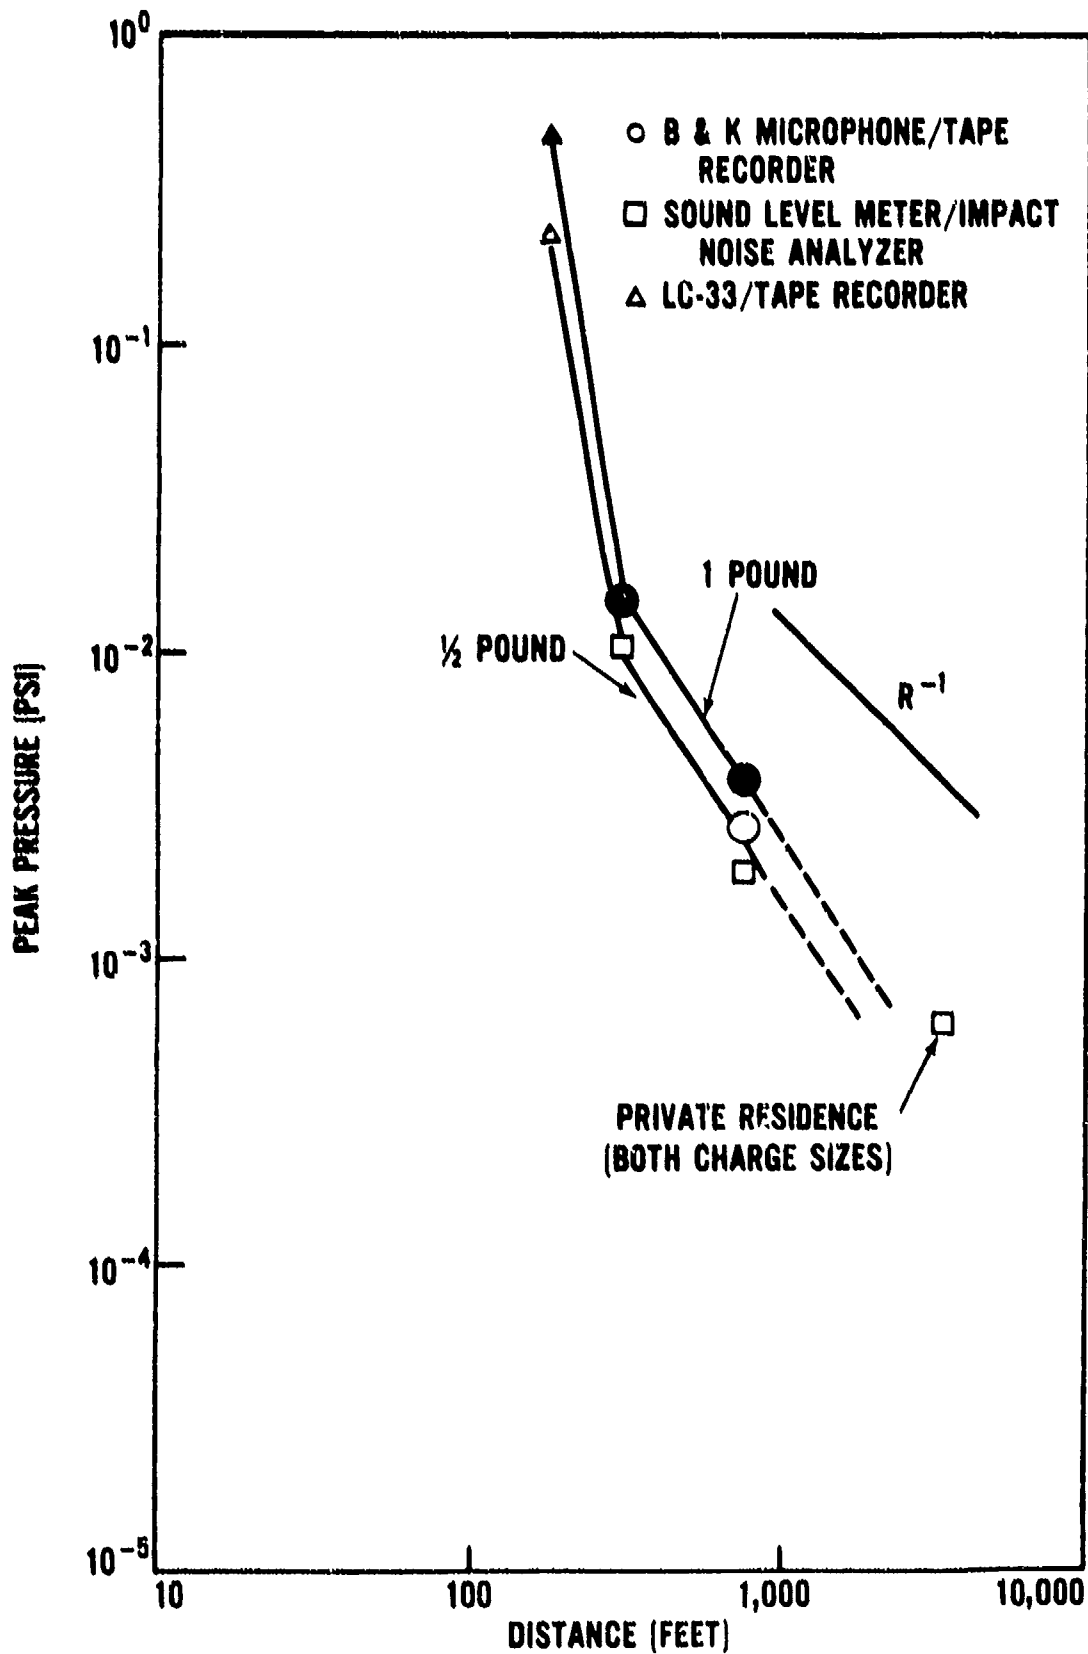 10⁰
○ B & K MICROPHONE/TAPE
RECORDER
□ SOUND LEVEL METER/IMPACT
NOISE ANALYZER
△ LC-33/TAPE RECORDER
10⁻¹
1 POUND
½ POUND
10⁻²
R⁻¹
PEAK PRESSURE (PSI)
10⁻³
PRIVATE RESIDENCE
(BOTH CHARGE SIZES)
10⁻⁴
10⁻⁵
10 100 1,000 10,000
DISTANCE (FEET)